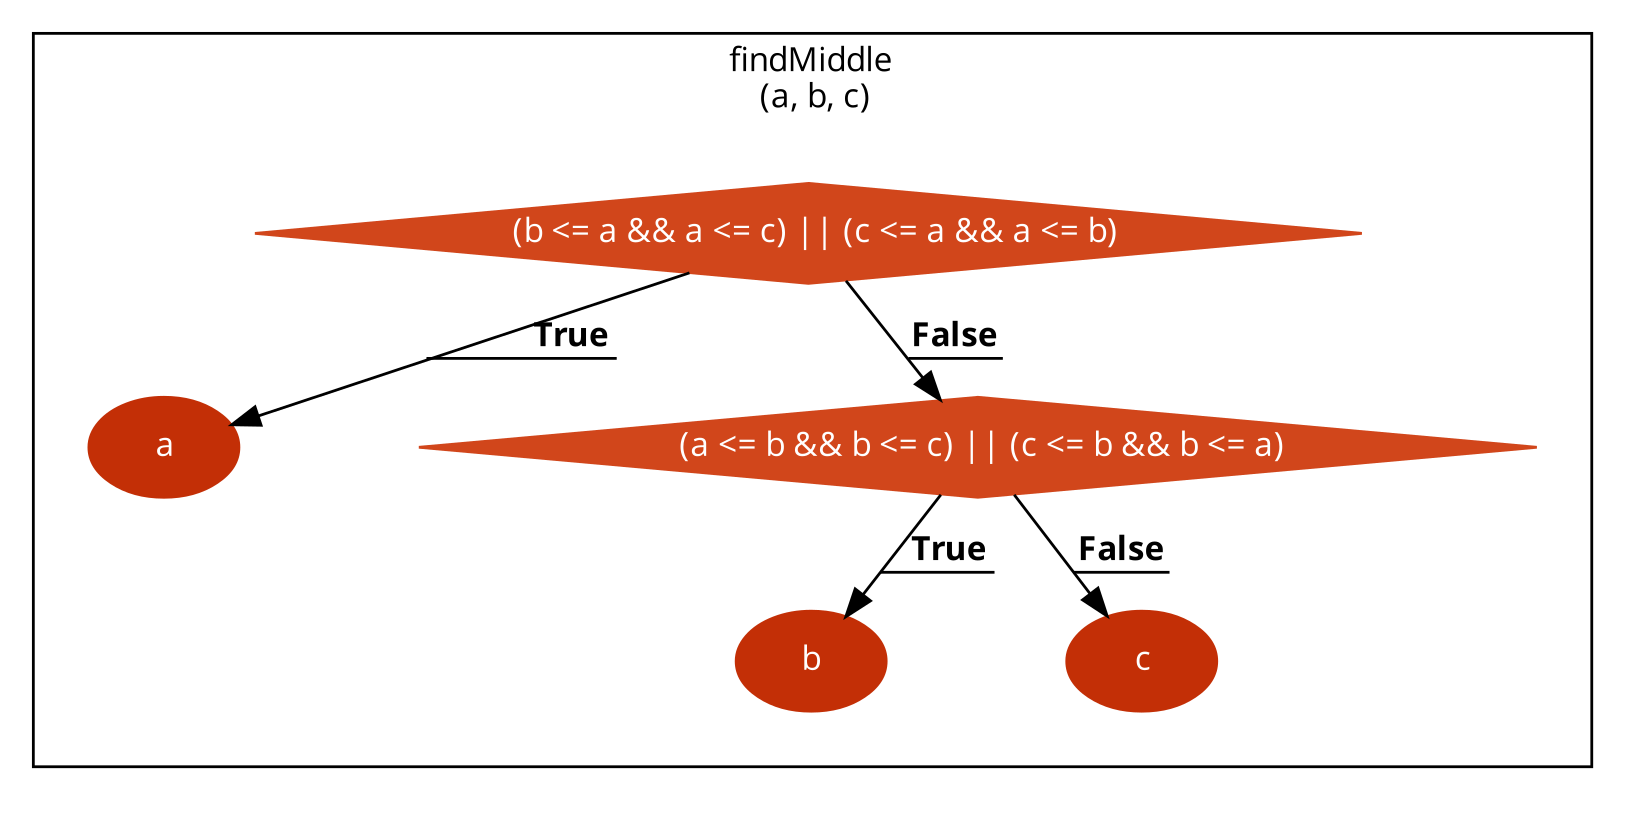 findMiddle
(a, b, c)
(b <= a && a <= c) || (c <= a && a <= b)
True
False
a
(a <= b && b <= c) || (c <= b && b <= a)
True
False
b
c